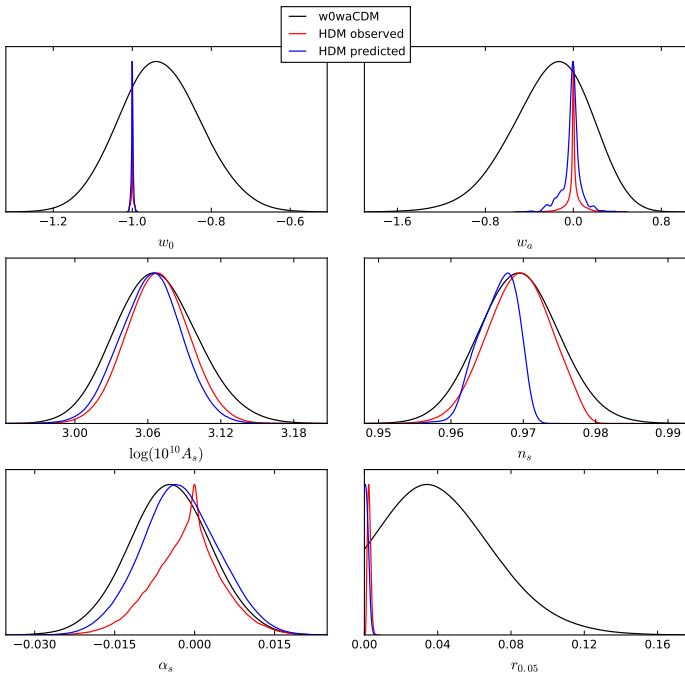 w0waCDM
HDM observed
HDM predicted
−1.2 −1.0 −0.8 −0.6
w₀
−1.6 −0.8 0.0 0.8
wₐ
3.00 3.06 3.12 3.18
log(10¹⁰Aₛ)
0.95 0.96 0.97 0.98 0.99
nₛ
−0.030 −0.015 0.000 0.015
αₛ
0.00 0.04 0.08 0.12 0.16
r₀.₀₅